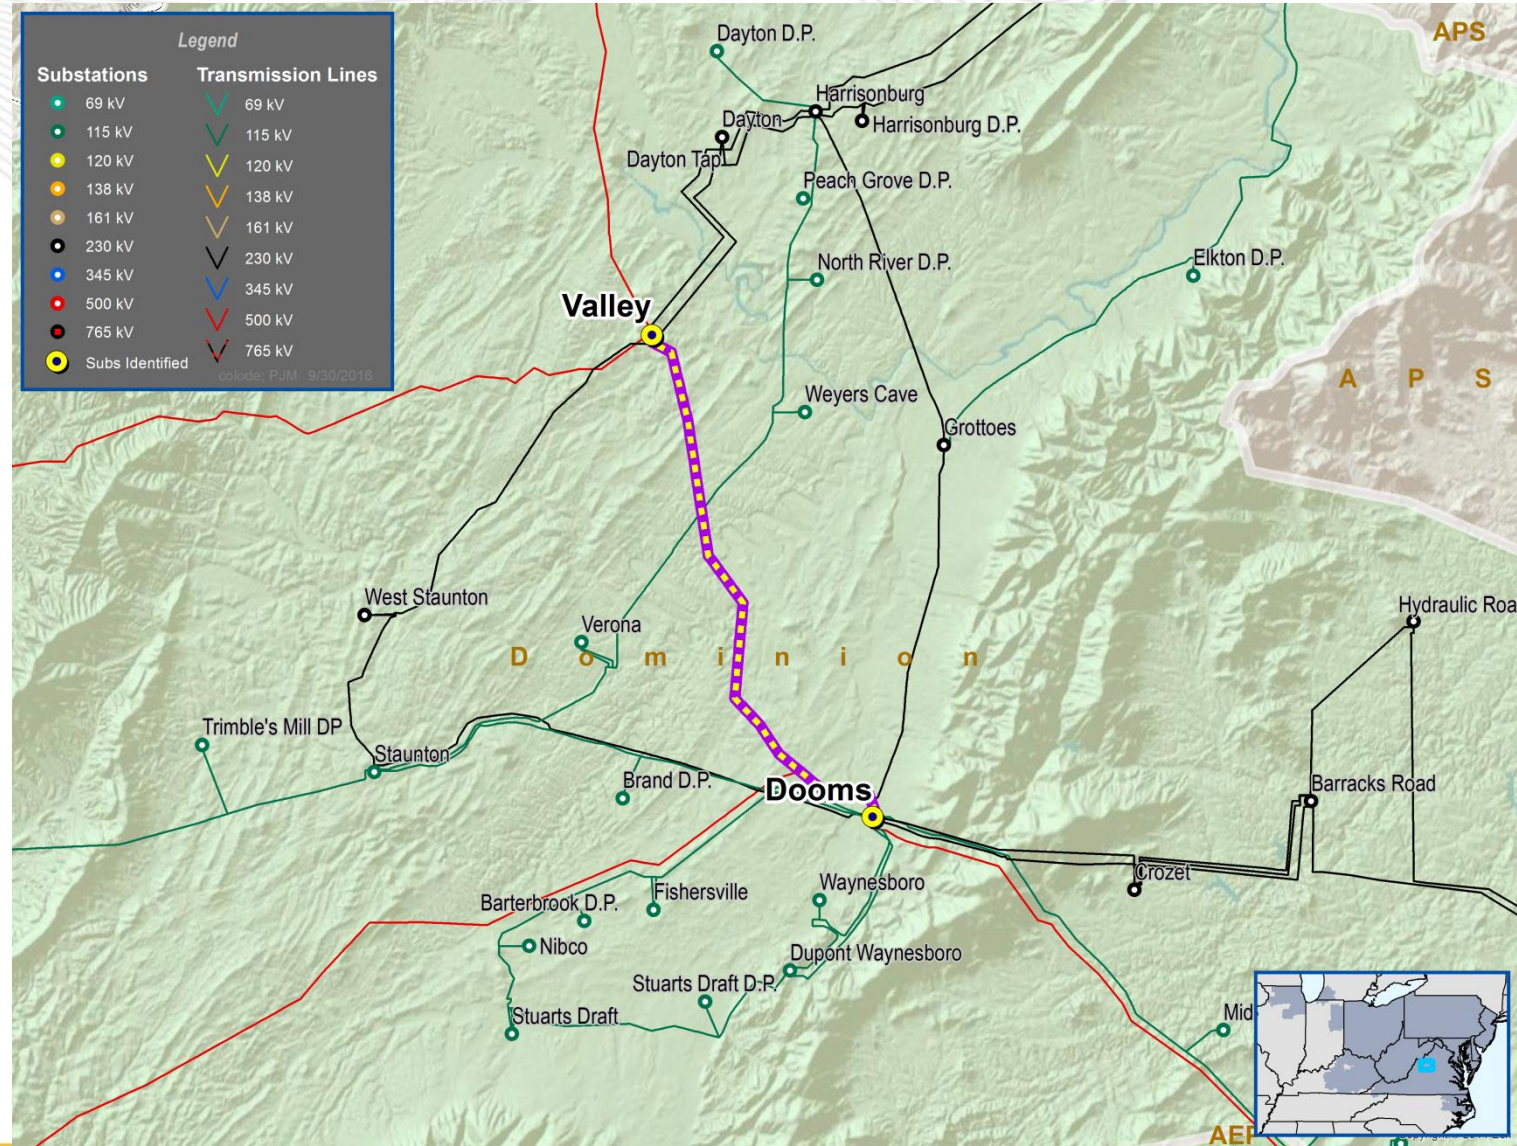 Legend
Substations
Transmission Lines
69 kV
69 kV
115 kV
115 kV
120 kV
120 kV
138 kV
138 kV
161 kV
161 kV
230 kV
230 kV
345 kV
345 kV
500 kV
500 kV
765 kV
765 kV
Subs Identified
colode; PJM 9/30/2016
APS
Dayton D.P.
Harrisonburg
Dayton
Harrisonburg D.P.
Dayton Tap
Peach Grove D.P.
North River D.P.
Elkton D.P.
Valley
A P S
Weyers Cave
Grottoes
West Staunton
Hydraulic Roa
Verona
Dominion
Trimble's Mill DP
Staunton
Brand D.P.
Dooms
Barracks Road
Crozet
Waynesboro
Fishersville
Barterbrook D.P.
Nibco
Dupont Waynesboro
Stuarts Draft D.P.
Stuarts Draft
Mid
AEP